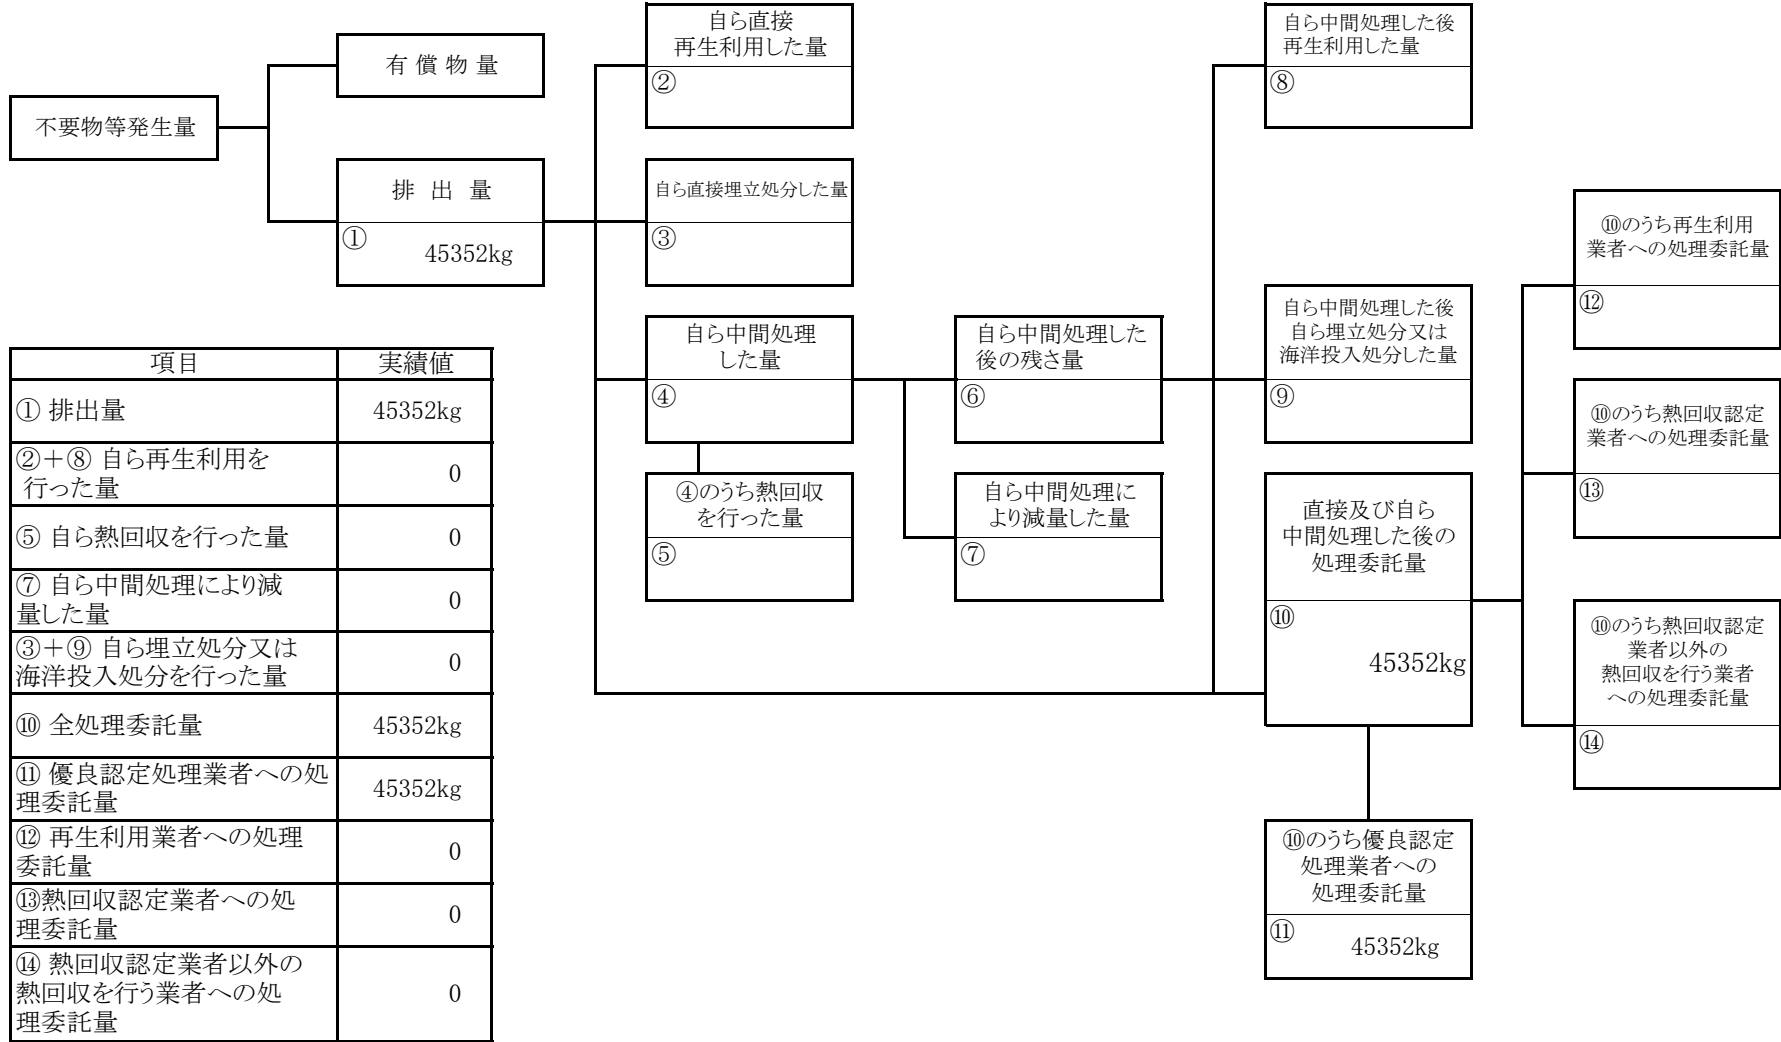 不要物等発生量
有償物量
排出量
①
45352kg
自ら直接
再生利用した量
②
自ら直接埋立処分した量
③
自ら中間処理
した量
④
④のうち熱回収
を行った量
⑤
自ら中間処理した
後の残さ量
⑥
自ら中間処理に
より減量した量
⑦
自ら中間処理した後
再生利用した量
⑧
自ら中間処理した後
自ら埋立処分又は
海洋投入処分した量
⑨
直接及び自ら
中間処理した後の
処理委託量
⑩
45352kg
⑩のうち優良認定
処理業者への
処理委託量
⑪
45352kg
⑩のうち再生利用
業者への処理委託量
⑫
⑩のうち熱回収認定
業者への処理委託量
⑬
⑩のうち熱回収認定
業者以外の
熱回収を行う業者
への処理委託量
⑭
項目 実績値
① 排出量 45352kg
②＋⑧ 自ら再生利用を
行った量 0
⑤ 自ら熱回収を行った量 0
⑦ 自ら中間処理により減
量した量 0
③＋⑨ 自ら埋立処分又は
海洋投入処分を行った量 0
⑩ 全処理委託量 45352kg
⑪ 優良認定処理業者への処
理委託量 45352kg
⑫ 再生利用業者への処理
委託量 0
⑬熱回収認定業者への処
理委託量 0
⑭ 熱回収認定業者以外の
熱回収を行う業者への処
理委託量 0